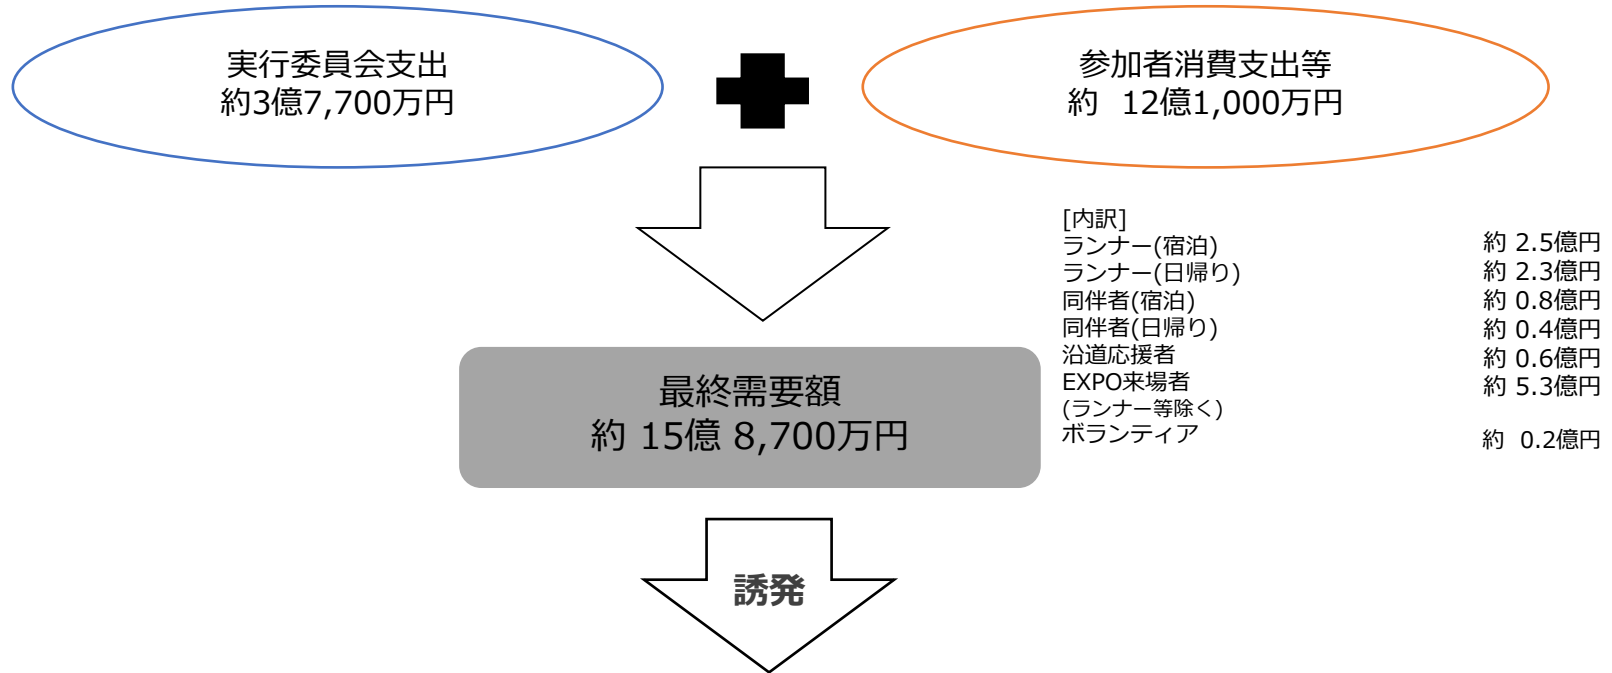 実行委員会支出
約3億7,700万円
参加者消費支出等
約 12億1,000万円
[内訳]
ランナー(宿泊) 約 2.5億円
ランナー(日帰り) 約 2.3億円
同伴者(宿泊) 約 0.8億円
同伴者(日帰り) 約 0.4億円
沿道応援者 約 0.6億円
EXPO来場者 約 5.3億円
(ランナー等除く)
ボランティア 約 0.2億円
最終需要額
約 15億 8,700万円
誘発